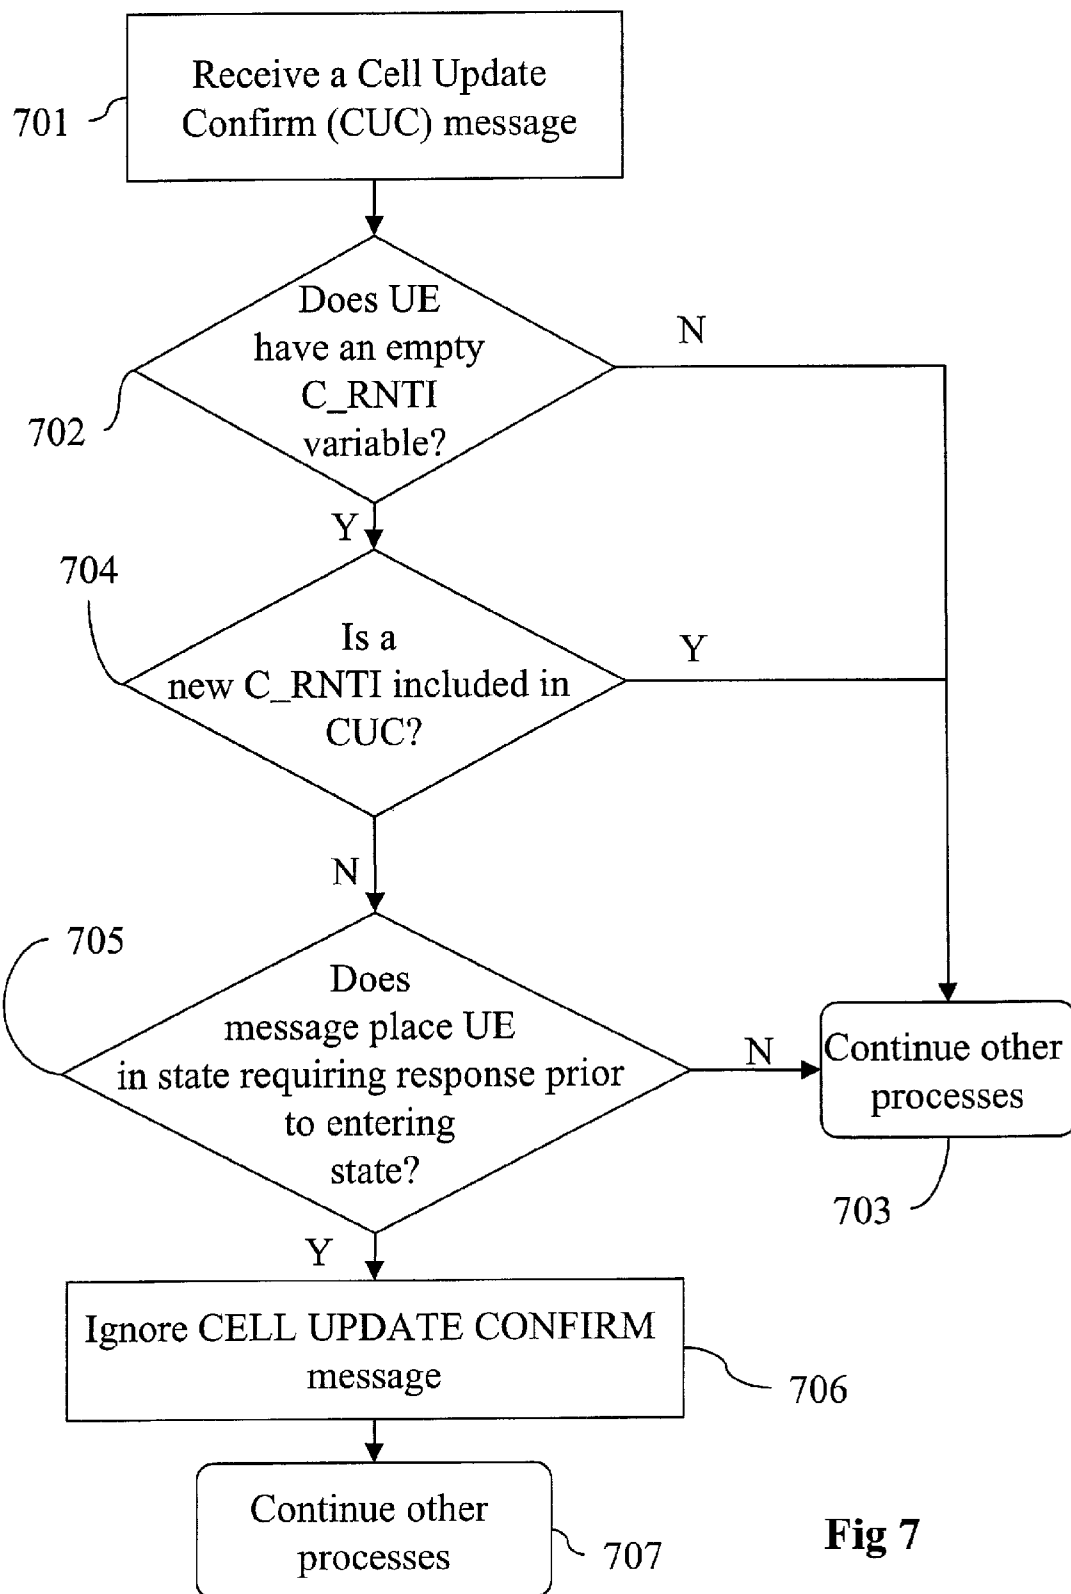 Receive a Cell Update
Confirm (CUC) message
701
Does UE
have an empty
C_RNTI
variable?
N
702
Y
704
Is a
new C_RNTI included in
CUC?
Y
N
705
Does
message place UE
in state requiring response prior
to entering
state?
N
Continue other
processes
703
Y
Ignore CELL UPDATE CONFIRM
message
706
Continue other
processes
707
Fig 7